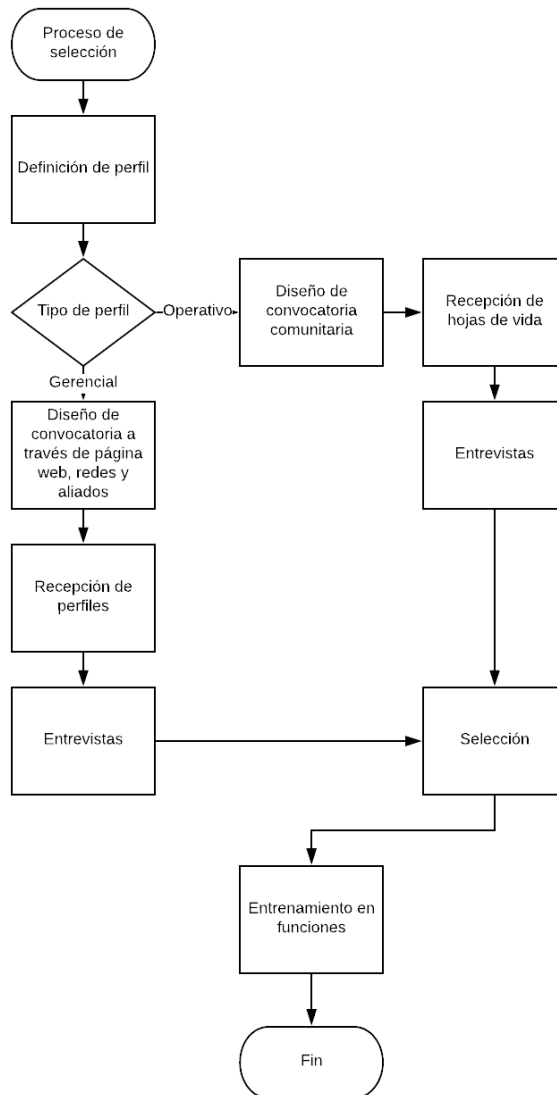 Proceso de
selección
Definición de perfil
Tipo de perfil
Operativo
Diseño de
convocatoria
comunitaria
Recepción de
hojas de vida
Gerencial
Diseño de
convocatoria a
través de página
web, redes y
aliados
Entrevistas
Recepción de
perfiles
Entrevistas
Selección
Entrenamiento en
funciones
Fin